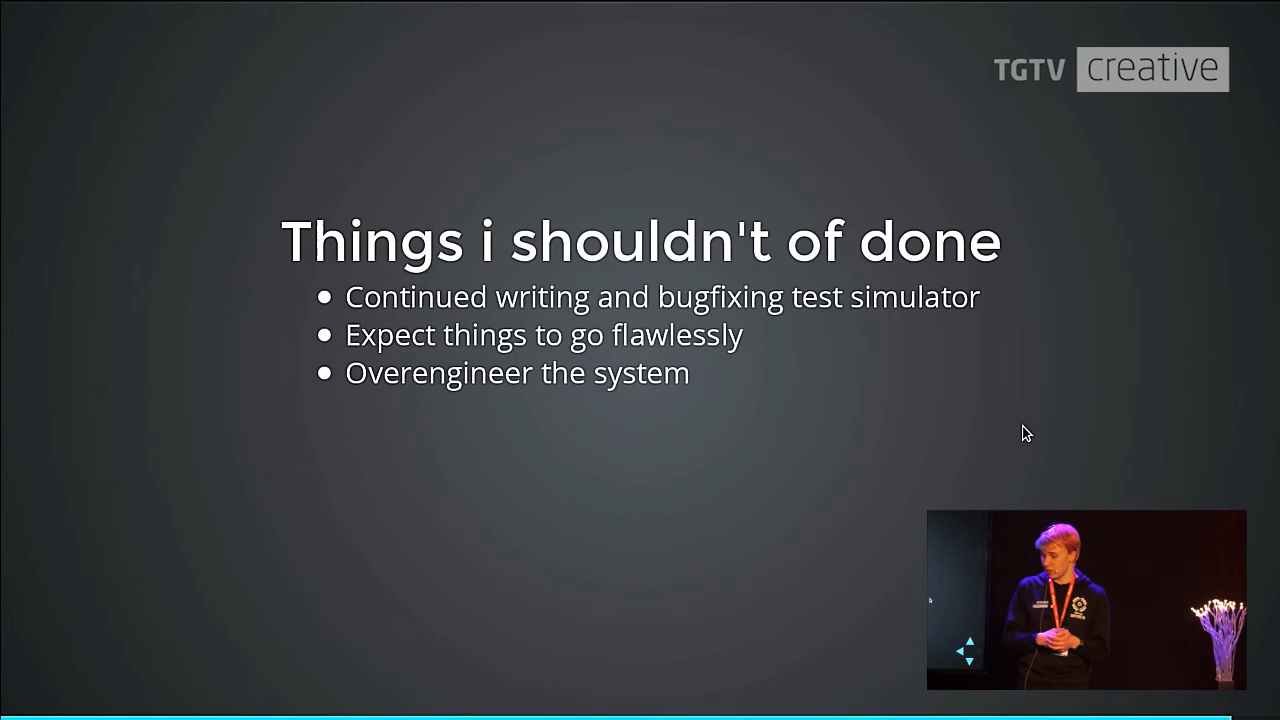 TGTV creative
Things i shouldn't of done
Continued writing and bugfixing test simulator
Expect things to go flawlessly
Overengineer the system